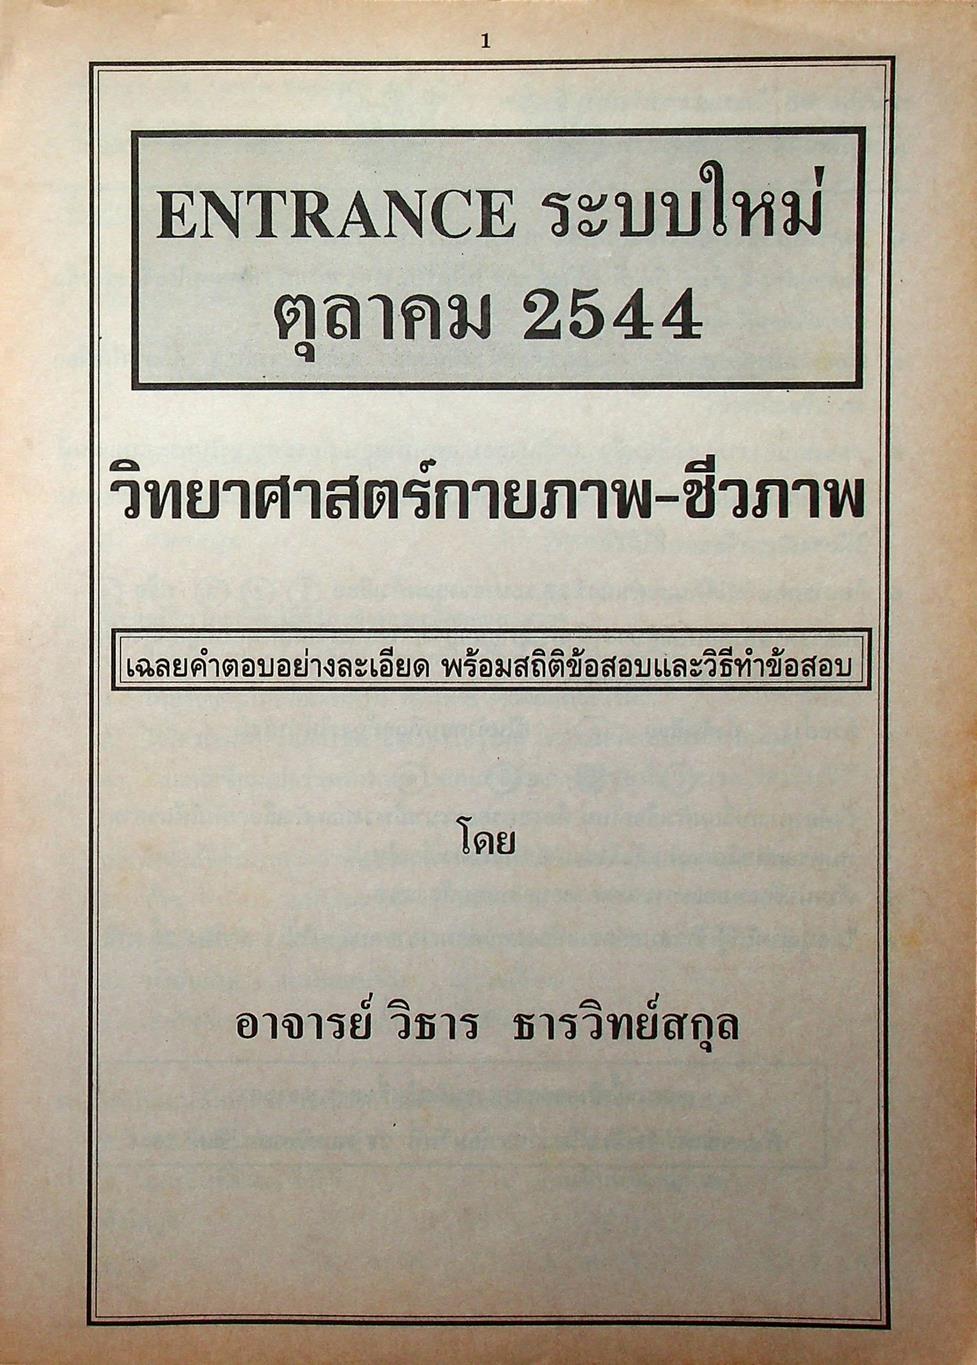 1
ENTRANCE ระบบใหม่
ตุลาคม 2544
วิทยาศาสตร์กายภาพ-ชีวภาพ
เฉลยคำตอบอย่างละเอียด พร้อมสถิติข้อสอบและวิธีทำข้อสอบ
โดย
อาจารย์ วิธาร ธารวิทย์สกุล